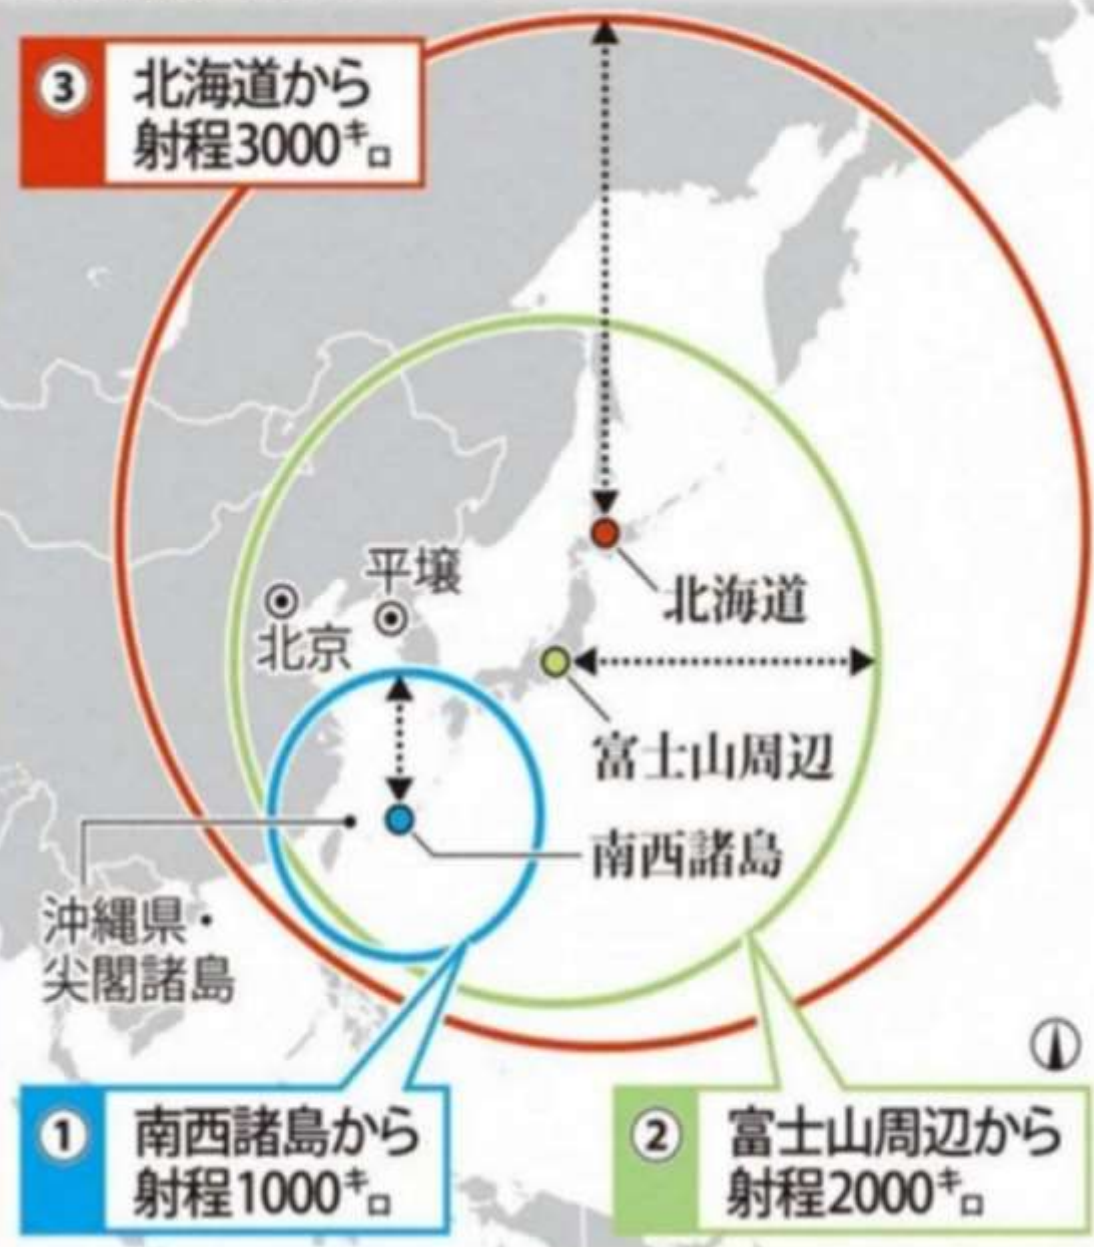 ③
北海道から
射程3000㌔
平壌
北京
北海道
富士山周辺
南西諸島
沖縄県・
尖閣諸島
①
南西諸島から
射程1000㌔
②
富士山周辺から
射程2000㌔